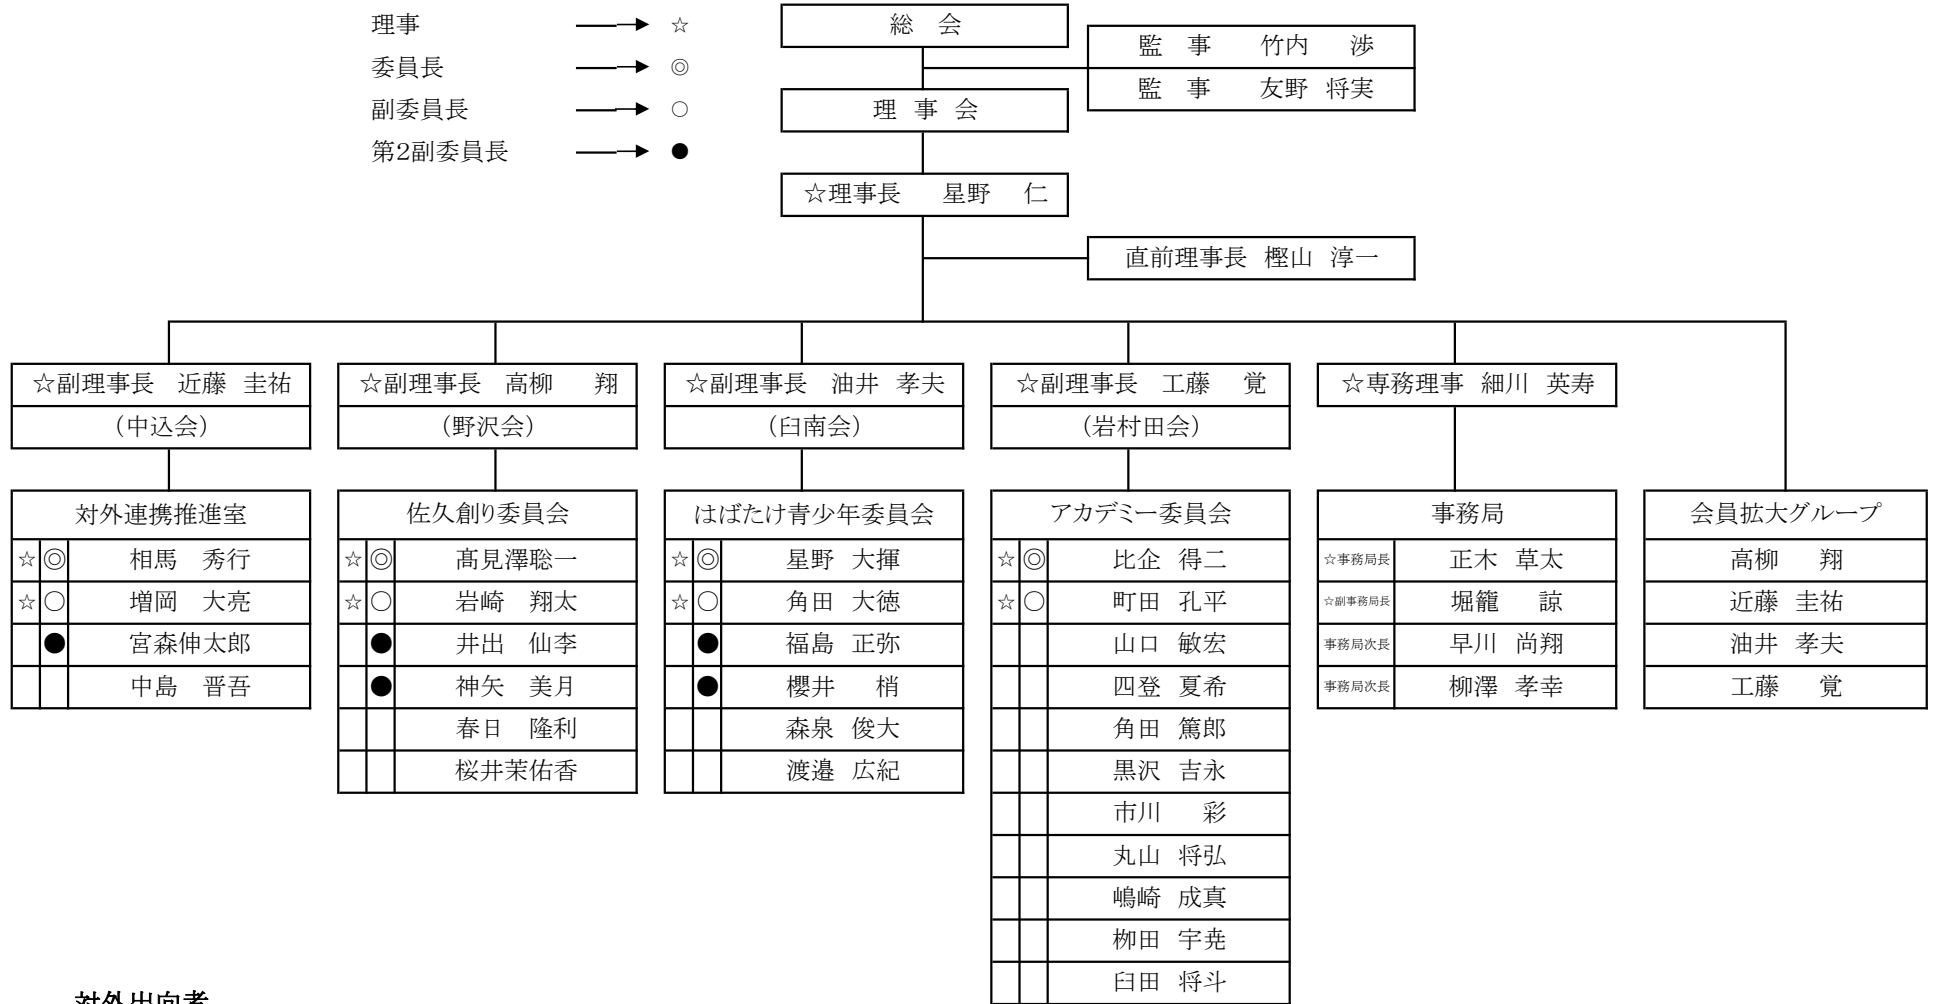 理事 → ☆
委員長 → ◎
副委員長 → ○
第2副委員長 → ●
総 会
監 事 竹内 渉
監 事 友野 将実
理 事 会
☆理事長 星野 仁
直前理事長 樫山 淳一
☆副理事長 近藤 圭祐
(中込会)
☆副理事長 高柳 翔
(野沢会)
☆副理事長 油井 孝夫
(臼南会)
☆副理事長 工藤 覚
(岩村田会)
☆専務理事 細川 英寿
対外連携推進室
☆ ◎ 相馬 秀行
☆ ○ 増岡 大亮
● 宮森伸太郎
中島 晋吾
佐久創り委員会
☆ ◎ 髙見澤聡一
☆ ○ 岩崎 翔太
● 井出 仙李
● 神矢 美月
春日 隆利
桜井茉佑香
はばたけ青少年委員会
☆ ◎ 星野 大揮
☆ ○ 角田 大徳
● 福島 正弥
● 櫻井 梢
森泉 俊大
渡邉 広紀
アカデミー委員会
☆ ◎ 比企 得二
☆ ○ 町田 孔平
山口 敏宏
四登 夏希
角田 篤郎
黒沢 吉永
市川 彩
丸山 将弘
嶋崎 成真
栁田 宇尭
臼田 将斗
事務局
☆事務局長 正木 草太
☆副事務局長 堀籠 諒
事務局次長 早川 尚翔
事務局次長 柳澤 孝幸
会員拡大グループ
高柳 翔
近藤 圭祐
油井 孝夫
工藤 覚
対外出向者